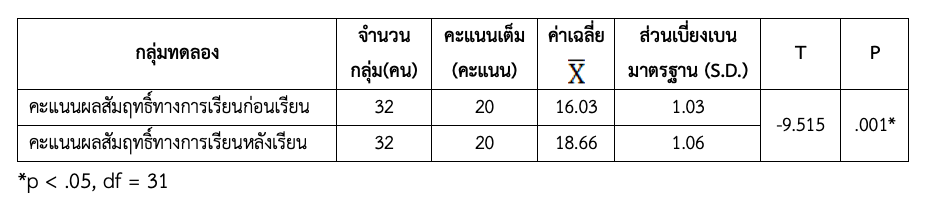 กลุ่มทดลอง จำนวน กลุ่ม(คน) คะแนนเต็ม (คะแนน) ค่าเฉลี่ย X̅ ส่วนเบี่ยงเบน มาตรฐาน (S.D.) T P
คะแนนผลสัมฤทธิ์ทางการเรียนก่อนเรียน 32 20 16.03 1.03 -9.515 .001*
คะแนนผลสัมฤทธิ์ทางการเรียนหลังเรียน 32 20 18.66 1.06
*p < .05, df = 31